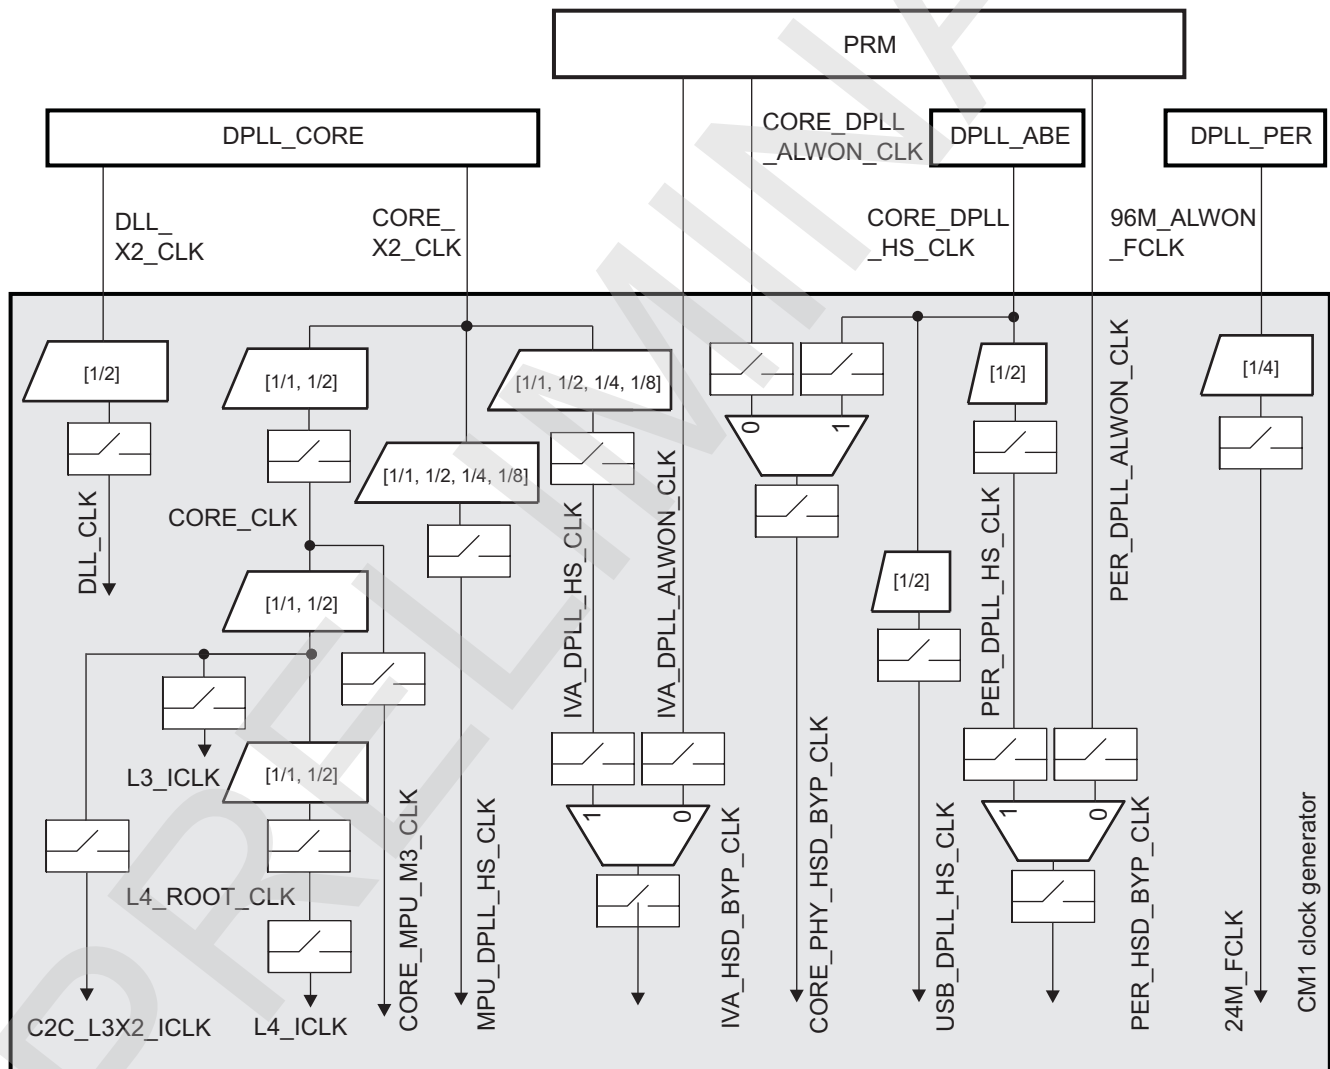 PRM
DPLL_CORE
CORE_DPLL
_ALWON_CLK
DPLL_ABE
DPLL_PER
DLL_
X2_CLK
CORE_
X2_CLK
CORE_DPLL
_HS_CLK
96M_ALWON
_FCLK
[1/2]
[1/1, 1/2]
[1/1, 1/2, 1/4, 1/8]
[1/2]
[1/4]
0
1
[1/1, 1/2, 1/4, 1/8]
DLL_CLK
CORE_CLK
IVA_DPLL_HS_CLK
IVA_DPLL_ALWON_CLK
PER_DPLL_HS_CLK
PER_DPLL_ALWON_CLK
[1/1, 1/2]
[1/2]
L3_ICLK
[1/1, 1/2]
1
0
1
0
L4_ROOT_CLK
CORE_MPU_M3_CLK
MPU_DPLL_HS_CLK
IVA_HSD_BYP_CLK
CORE_PHY_HSD_BYP_CLK
USB_DPLL_HS_CLK
PER_HSD_BYP_CLK
24M_FCLK
CM1 clock generator
C2C_L3X2_ICLK
L4_ICLK
PRELIMINA